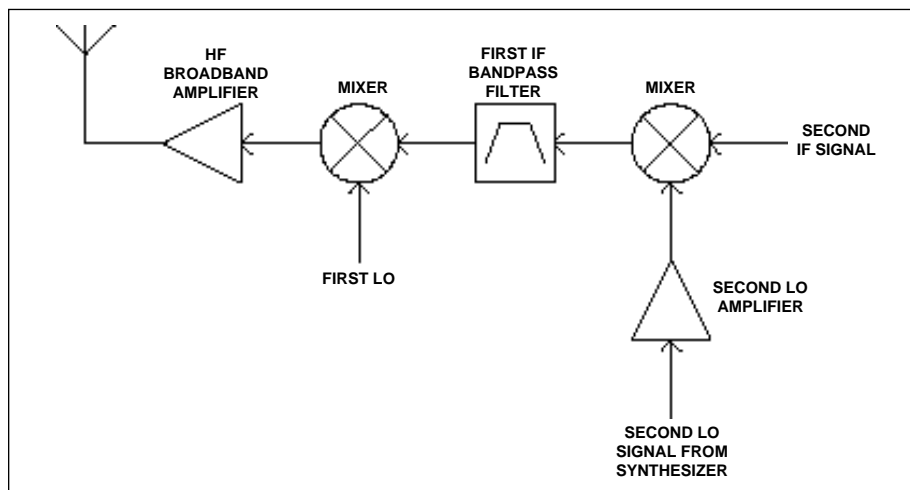 HF
BROADBAND
AMPLIFIER
MIXER
FIRST IF
BANDPASS
FILTER
MIXER
SECOND
IF SIGNAL
FIRST LO
SECOND LO
AMPLIFIER
SECOND LO
SIGNAL FROM
SYNTHESIZER